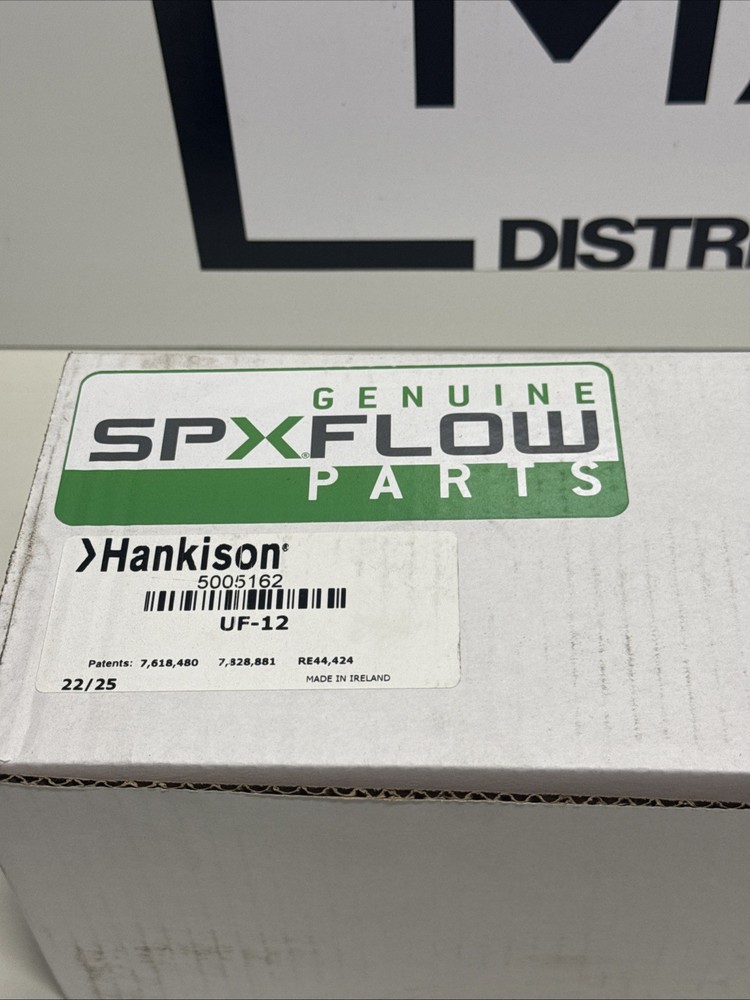 DISTR
GENUINE
SPXFLOW®
PARTS
Hankison®
5005162
UF-12
Patents: 7,618,480 7,828,881 RE44,424
22/25 MADE IN IRELAND